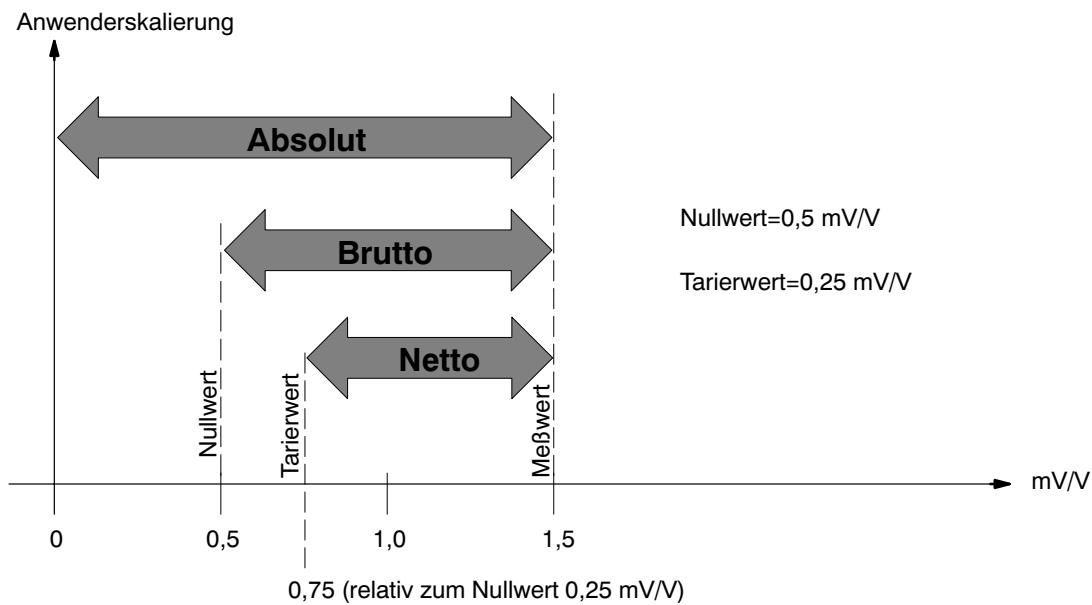 Anwenderskalierung
Absolut
Nullwert=0,5 mV/V
Brutto
Tarierwert=0,25 mV/V
Netto
Nullwert
Tarierwert
Meßwert
mV/V
0
0,5
1,0
1,5
0,75 (relativ zum Nullwert 0,25 mV/V)